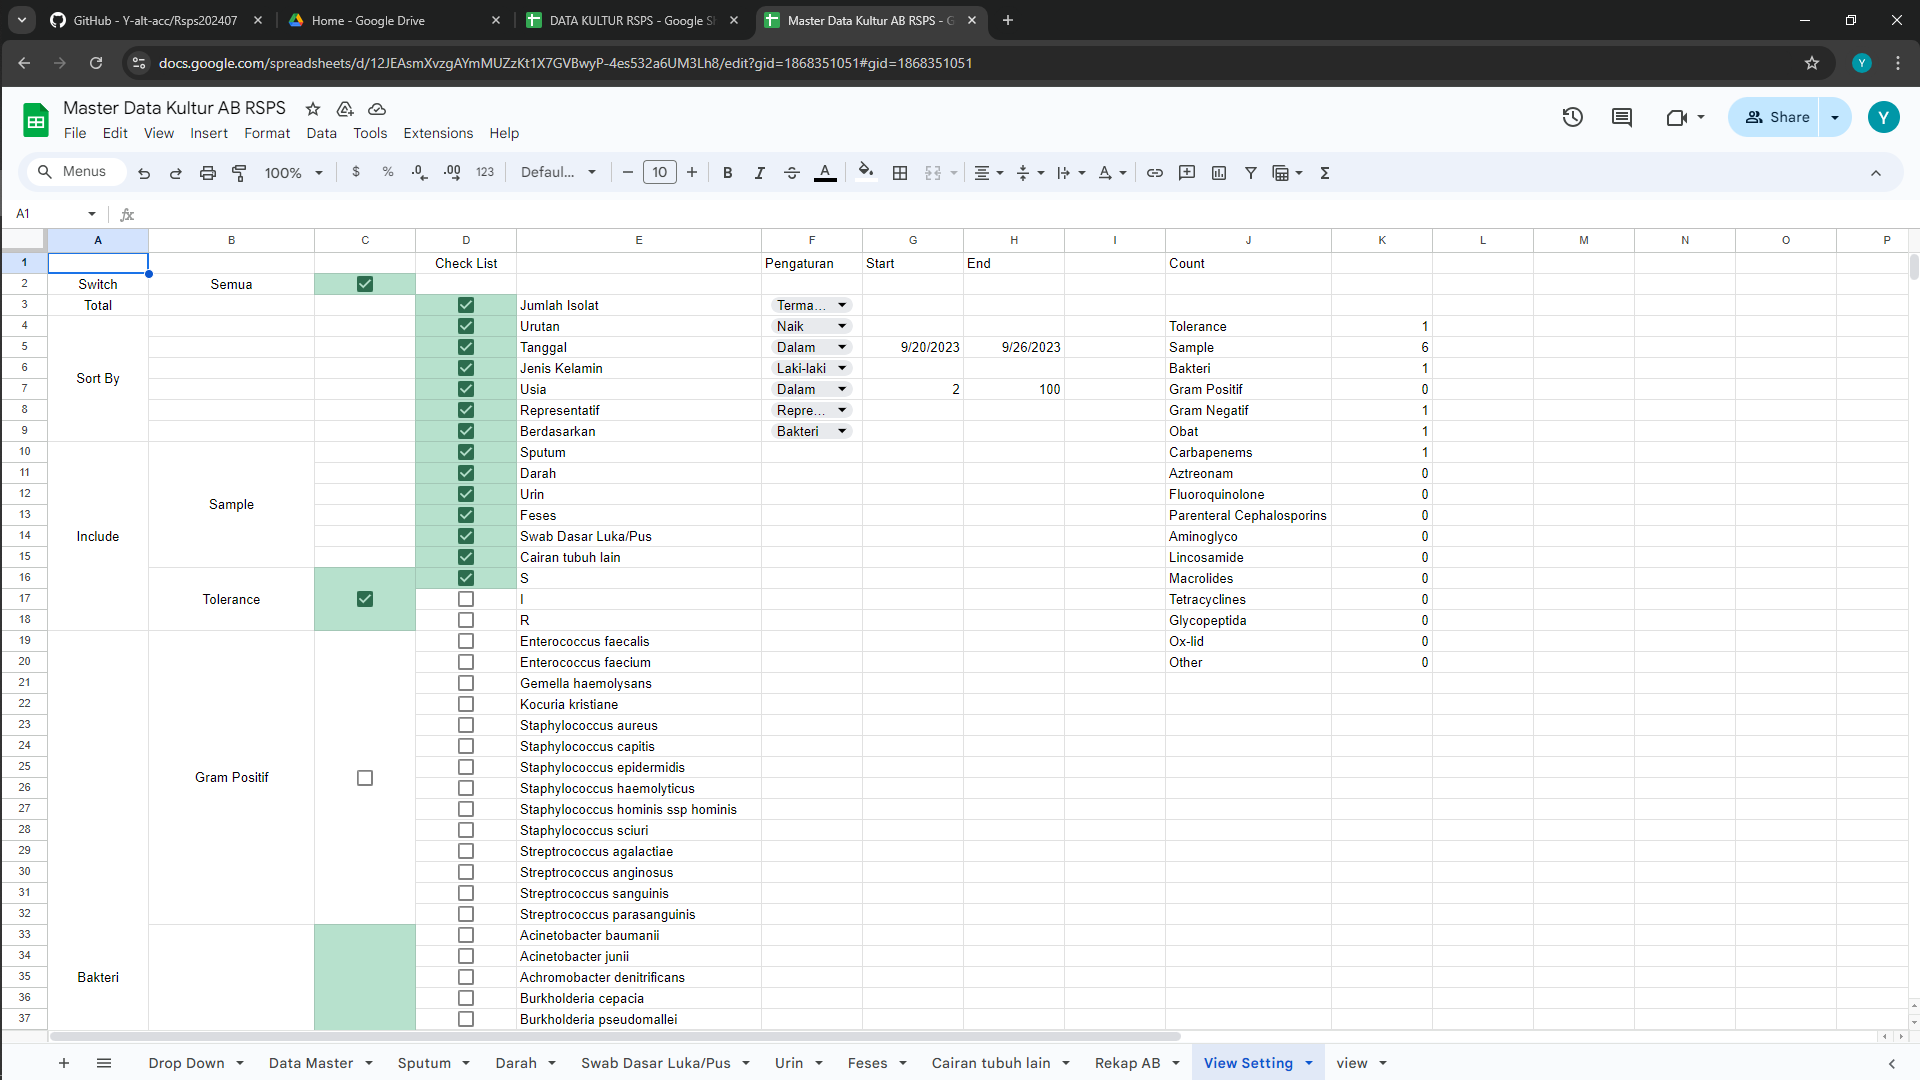 GitHub - Y-alt-acc/Rsps202407
Home - Google Drive
DATA KULTUR RSPS - Google Sh
Master Data Kultur AB RSPS - G
docs.google.com/spreadsheets/d/12JEAsmXvzgAYmMUZzKt1X7GVBwyP-4es532a6UM3Lh8/edit?gid=1868351051#gid=1868351051
Y
Master Data Kultur AB RSPS
File Edit View Insert Format Data Tools Extensions Help
Share
Y
Menus 100% $ % .0 .00 123 Defaul... 10 B I S A
A1 fx
A B C D E F G H I J K L M N O P
1 Check List Pengaturan Start End Count
2 Switch Semua
3 Total Jumlah Isolat Terma...
4 Urutan Naik Tolerance 1
5 Tanggal Dalam 9/20/2023 9/26/2023 Sample 6
6 Sort By Jenis Kelamin Laki-laki Bakteri 1
7 Usia Dalam 2 100 Gram Positif 0
8 Representatif Repre... Gram Negatif 1
9 Berdasarkan Bakteri Obat 1
10 Sputum Carbapenems 1
11 Darah Aztreonam 0
12 Sample Urin Fluoroquinolone 0
13 Feses Parenteral Cephalosporins 0
14 Include Swab Dasar Luka/Pus Aminoglyco 0
15 Cairan tubuh lain Lincosamide 0
16 S Macrolides 0
17 Tolerance I Tetracyclines 0
18 R Glycopeptida 0
19 Enterococcus faecalis Ox-lid 0
20 Enterococcus faecium Other 0
21 Gemella haemolysans
22 Kocuria kristiane
23 Staphylococcus aureus
24 Staphylococcus capitis
25 Staphylococcus epidermidis
26 Gram Positif Staphylococcus haemolyticus
27 Staphylococcus hominis ssp hominis
28 Staphylococcus sciuri
29 Streptrococcus agalactiae
30 Streptrococcus anginosus
31 Streptrococcus sanguinis
32 Streptrococcus parasanguinis
33 Acinetobacter baumanii
34 Acinetobacter junii
35 Bakteri Achromobacter denitrificans
36 Burkholderia cepacia
37 Burkholderia pseudomallei
Drop Down Data Master Sputum Darah Swab Dasar Luka/Pus Urin Feses Cairan tubuh lain Rekap AB View Setting view